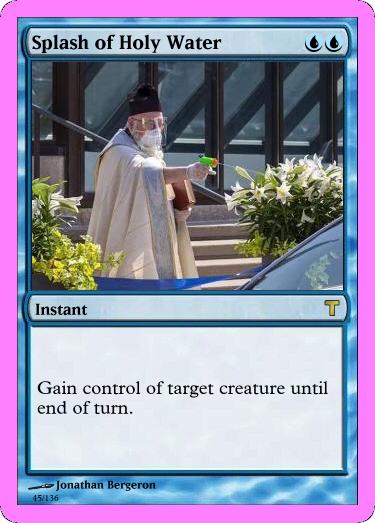 Splash of Holy Water
Instant
T
Gain control of target creature until
end of turn.
Jonathan Bergeron
45/136